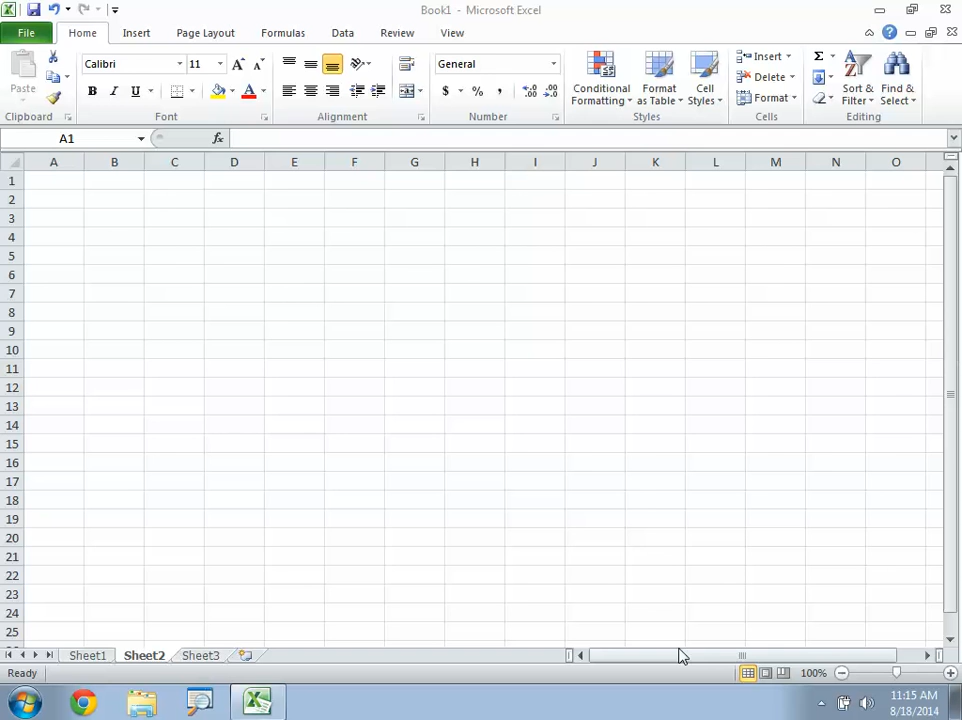 Book1 - Microsoft Excel
File Home Insert Page Layout Formulas Data Review View
Calibri 11 General Insert
Paste Conditional Formatting Format as Table Cell Styles Delete Sort & Filter Find & Select
B I U $ % , .00 Format
Clipboard Font Alignment Number Styles Cells Editing
A1 fx
A B C D E F G H I J K L M N O
1
2
3
4
5
6
7
8
9
10
11
12
13
14
15
16
17
18
19
20
21
22
23
24
25
Sheet1 Sheet2 Sheet3
Ready 100%
11:15 AM
8/18/2014